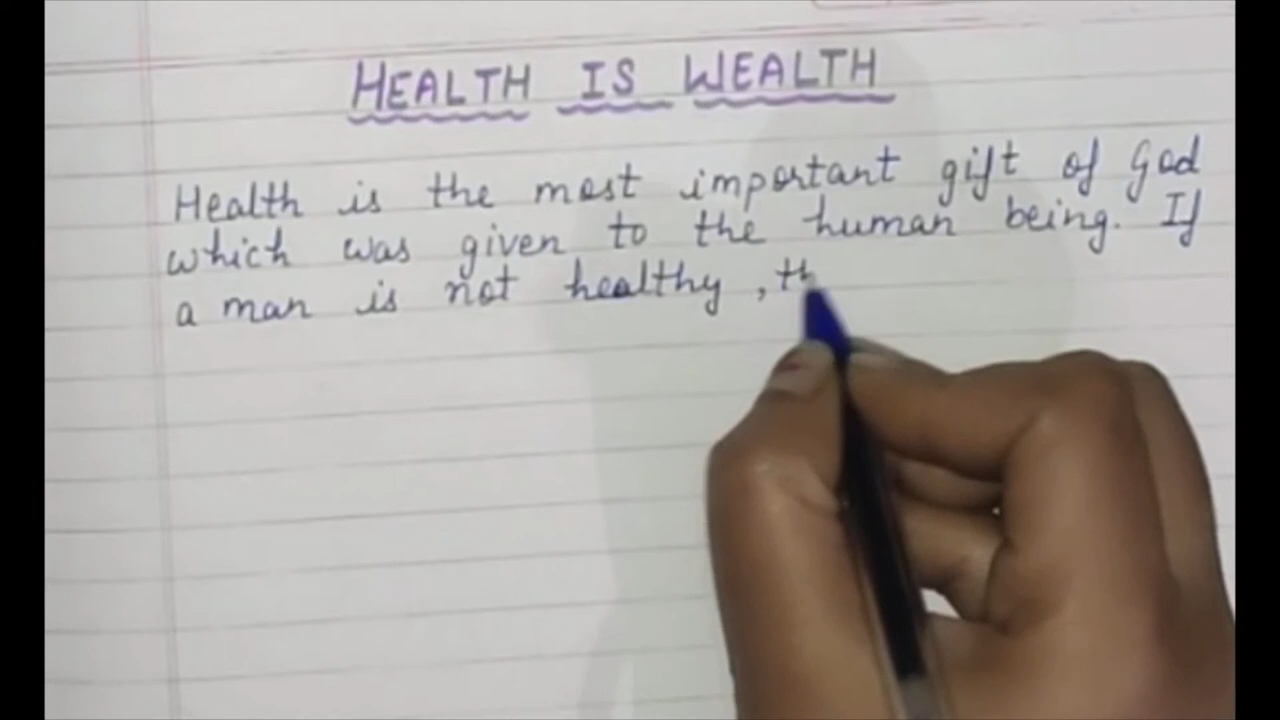 HEALTH IS WEALTH
Health is the most important gift of God
which was given to the human being. If
a man is not healthy, th